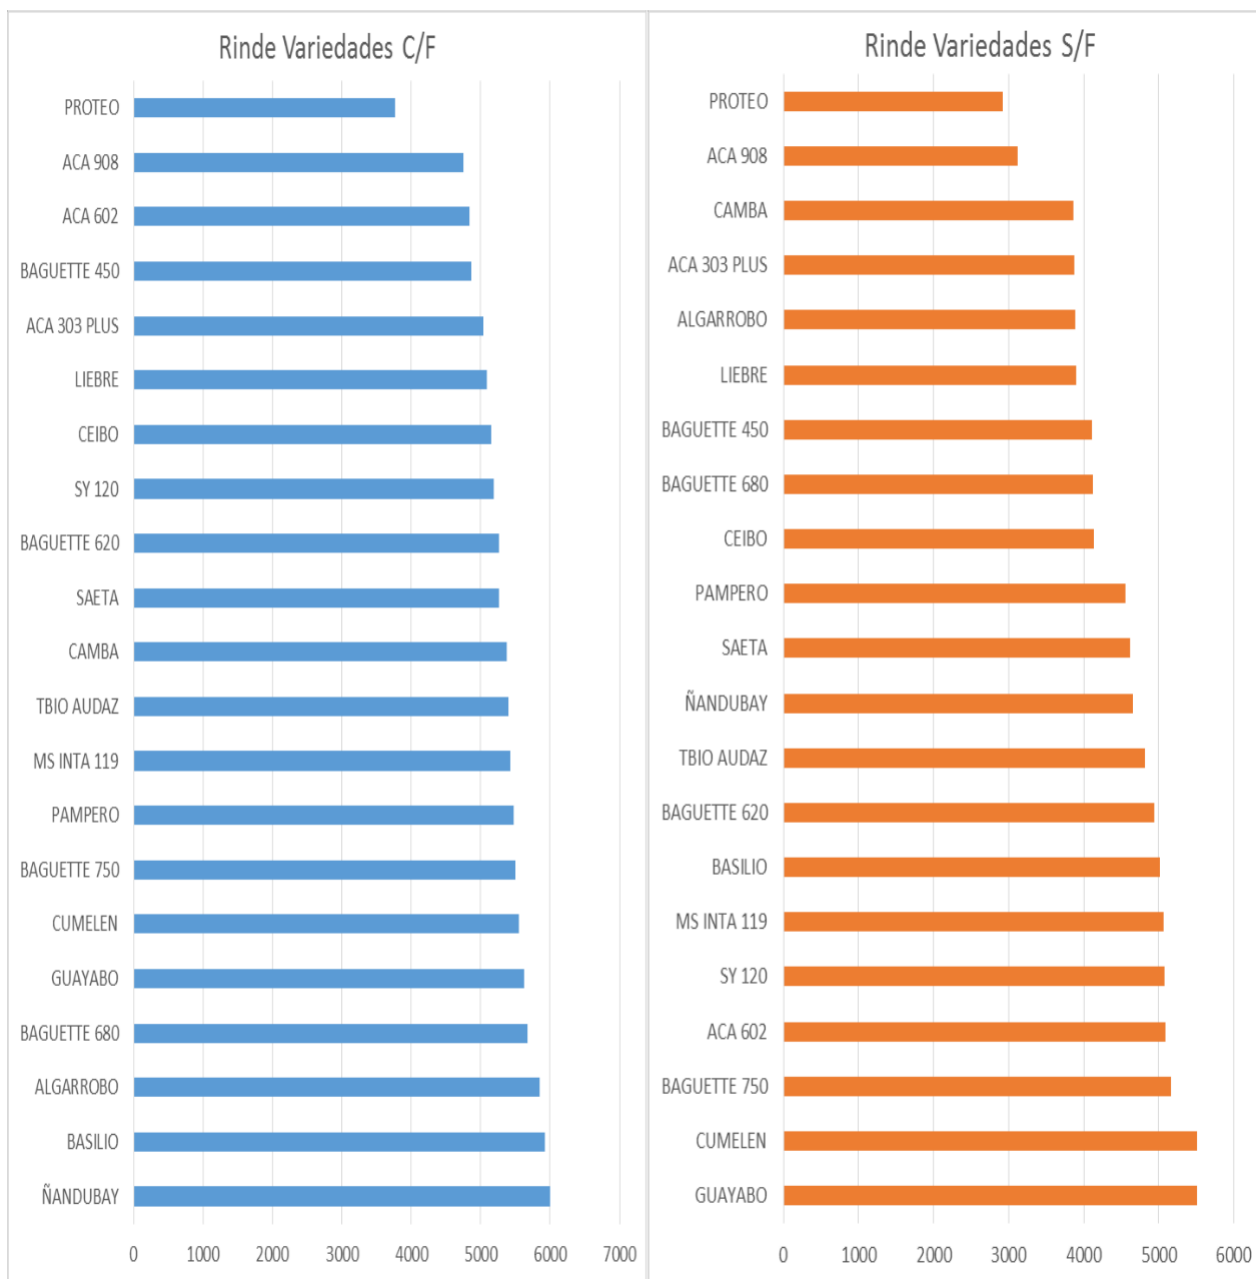 Rinde Variedades C/F
PROTEO
ACA 908
ACA 602
BAGUETTE 450
ACA 303 PLUS
LIEBRE
CEIBO
SY 120
BAGUETTE 620
SAETA
CAMBA
TBIO AUDAZ
MS INTA 119
PAMPERO
BAGUETTE 750
CUMELEN
GUAYABO
BAGUETTE 680
ALGARROBO
BASILIO
ÑANDUBAY
0 1000 2000 3000 4000 5000 6000 7000
Rinde Variedades S/F
PROTEO
ACA 908
CAMBA
ACA 303 PLUS
ALGARROBO
LIEBRE
BAGUETTE 450
BAGUETTE 680
CEIBO
PAMPERO
SAETA
ÑANDUBAY
TBIO AUDAZ
BAGUETTE 620
BASILIO
MS INTA 119
SY 120
ACA 602
BAGUETTE 750
CUMELEN
GUAYABO
0 1000 2000 3000 4000 5000 6000